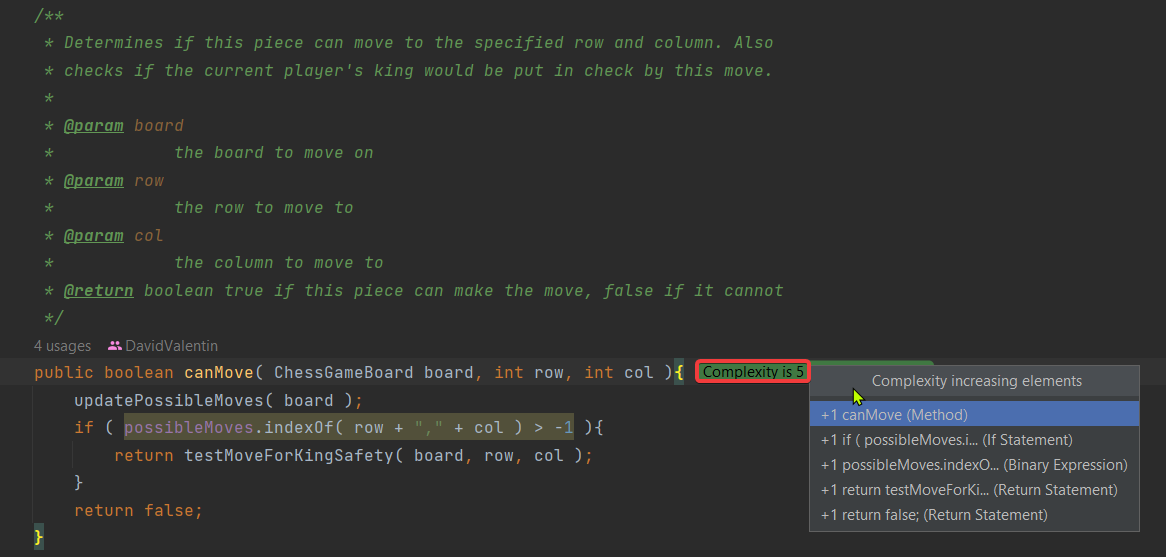 /**
* Determines if this piece can move to the specified row and column. Also
* checks if the current player's king would be put in check by this move.
*
* @param board
* the board to move on
* @param row
* the row to move to
* @param col
* the column to move to
* @return boolean true if this piece can make the move, false if it cannot
*/
4 usages DavidValentin
public boolean canMove( ChessGameBoard board, int row, int col ){ Complexity is 5
updatePossibleMoves( board );
if ( possibleMoves.indexOf( row + "," + col ) > -1 ){
return testMoveForKingSafety( board, row, col );
}
return false;
}
Complexity increasing elements
+1 canMove (Method)
+1 if ( possibleMoves.i... (If Statement)
+1 possibleMoves.indexO... (Binary Expression)
+1 return testMoveForKi... (Return Statement)
+1 return false; (Return Statement)